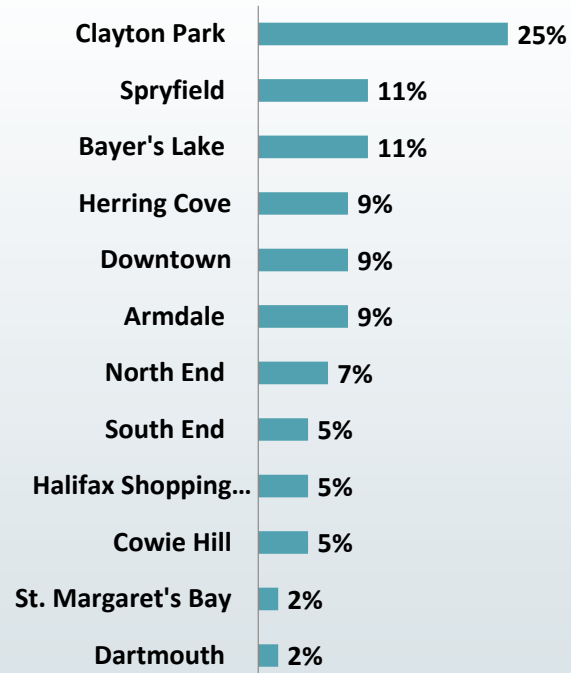 Clayton Park 25%
Spryfield 11%
Bayer's Lake 11%
Herring Cove 9%
Downtown 9%
Armdale 9%
North End 7%
South End 5%
Halifax Shopping... 5%
Cowie Hill 5%
St. Margaret's Bay 2%
Dartmouth 2%